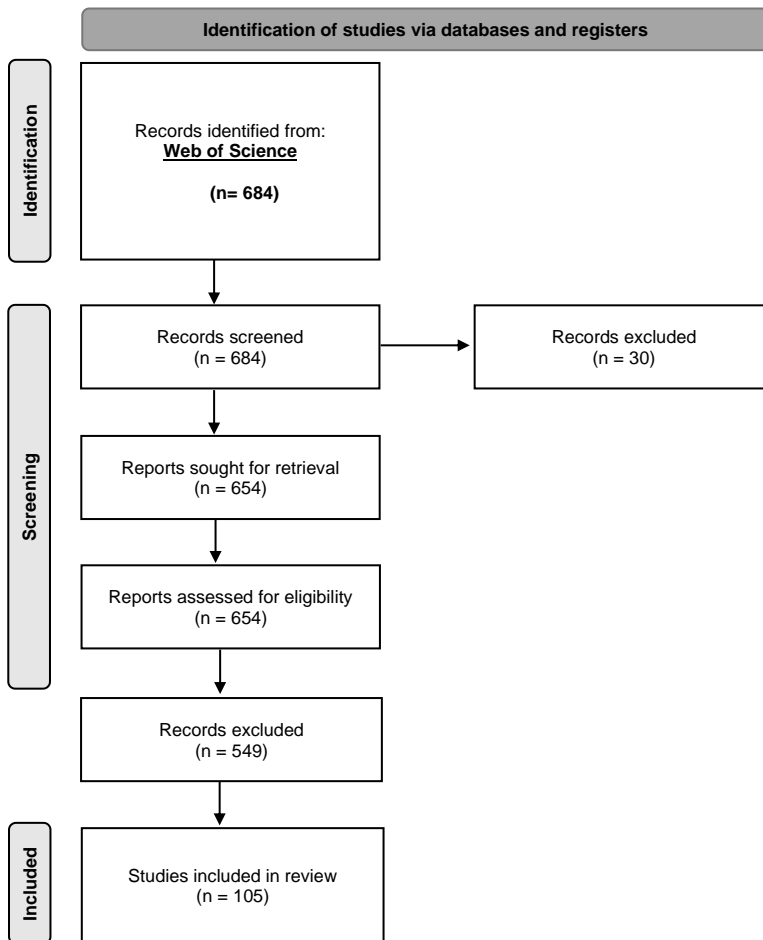 Identification of studies via databases and registers
Identification
Records identified from:
Web of Science
(n= 684)
Screening
Records screened
(n = 684)
Records excluded
(n = 30)
Reports sought for retrieval
(n = 654)
Reports assessed for eligibility
(n = 654)
Records excluded
(n = 549)
Included
Studies included in review
(n = 105)